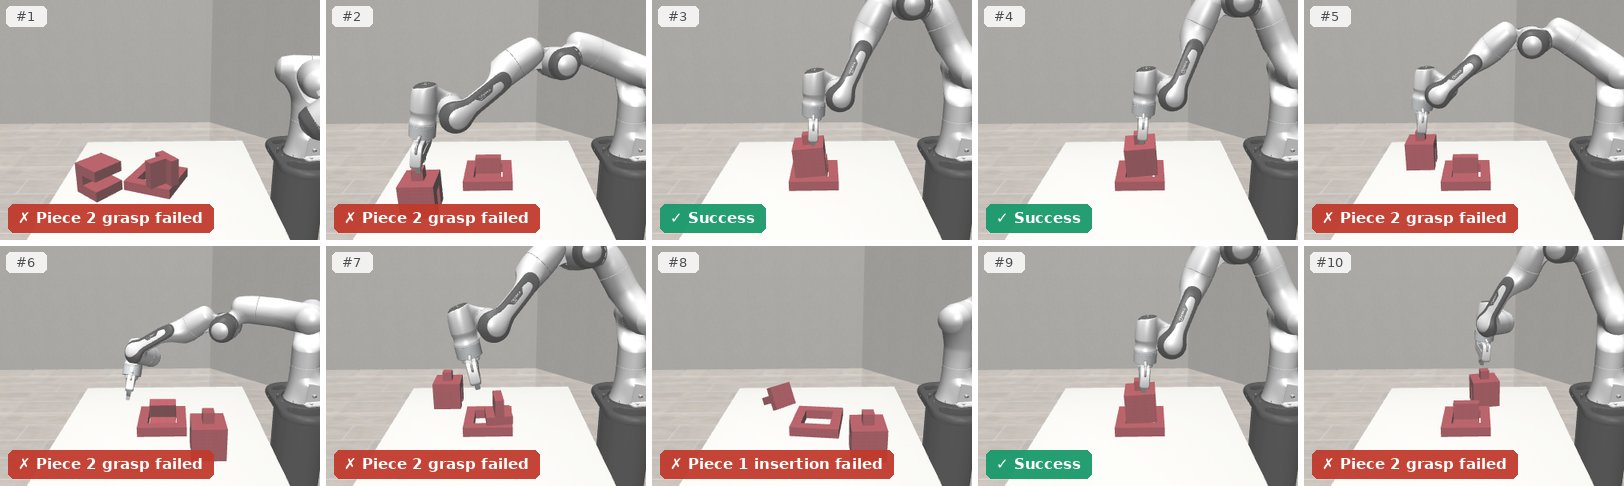 #1
✗ Piece 2 grasp failed
#2
✗ Piece 2 grasp failed
#3
✓ Success
#4
✓ Success
#5
✗ Piece 2 grasp failed
#6
✗ Piece 2 grasp failed
#7
✗ Piece 2 grasp failed
#8
✗ Piece 1 insertion failed
#9
✓ Success
#10
✗ Piece 2 grasp failed